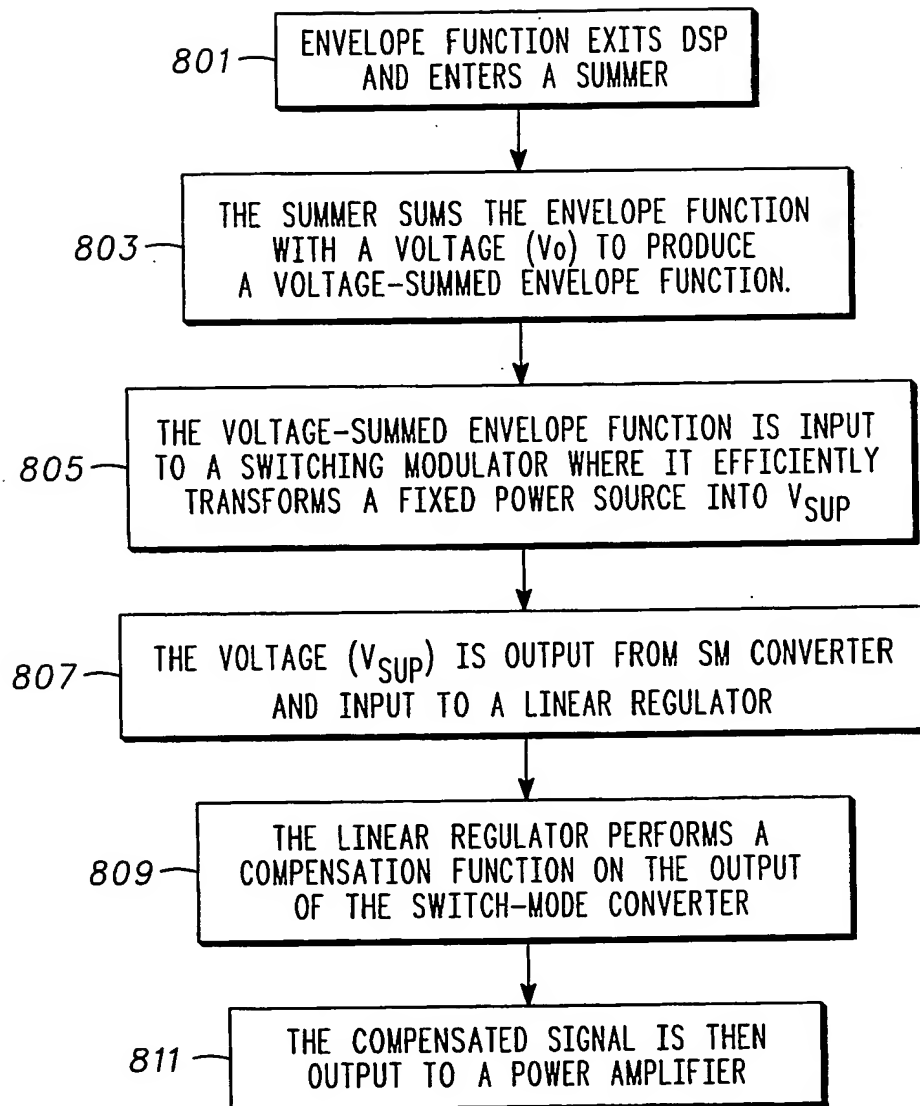 801
ENVELOPE FUNCTION EXITS DSP
AND ENTERS A SUMMER
803
THE SUMMER SUMS THE ENVELOPE FUNCTION
WITH A VOLTAGE (Vo) TO PRODUCE
A VOLTAGE-SUMMED ENVELOPE FUNCTION.
805
THE VOLTAGE-SUMMED ENVELOPE FUNCTION IS INPUT
TO A SWITCHING MODULATOR WHERE IT EFFICIENTLY
TRANSFORMS A FIXED POWER SOURCE INTO VSUP
807
THE VOLTAGE (VSUP) IS OUTPUT FROM SM CONVERTER
AND INPUT TO A LINEAR REGULATOR
809
THE LINEAR REGULATOR PERFORMS A
COMPENSATION FUNCTION ON THE OUTPUT
OF THE SWITCH-MODE CONVERTER
811
THE COMPENSATED SIGNAL IS THEN
OUTPUT TO A POWER AMPLIFIER